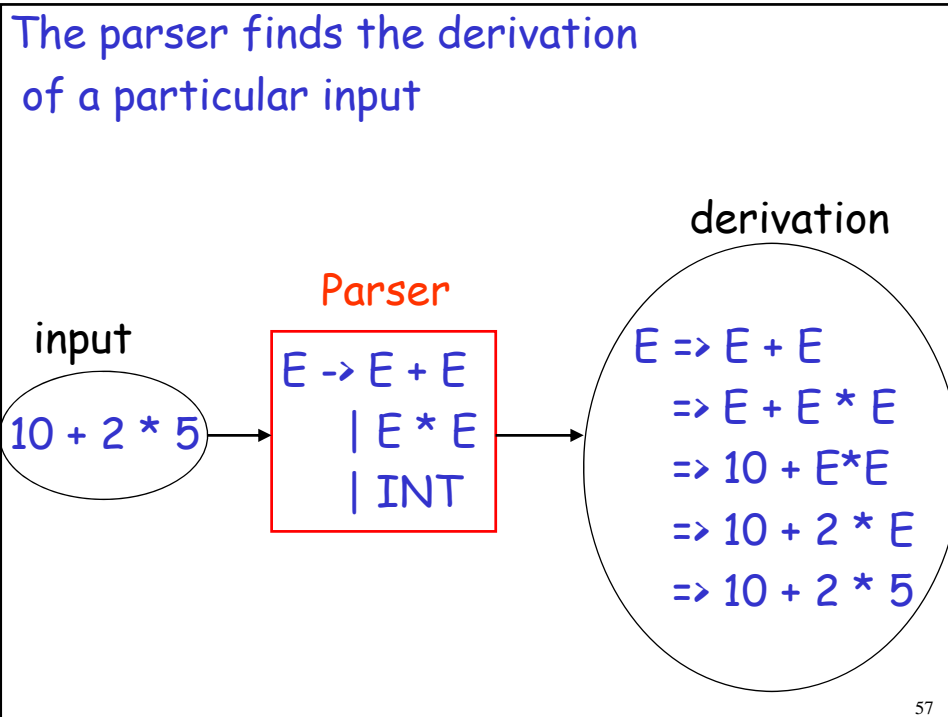 The parser finds the derivation
of a particular input
input
10 + 2 * 5
Parser
E -> E + E
| E * E
| INT
derivation
E => E + E
=> E + E * E
=> 10 + E*E
=> 10 + 2 * E
=> 10 + 2 * 5
57